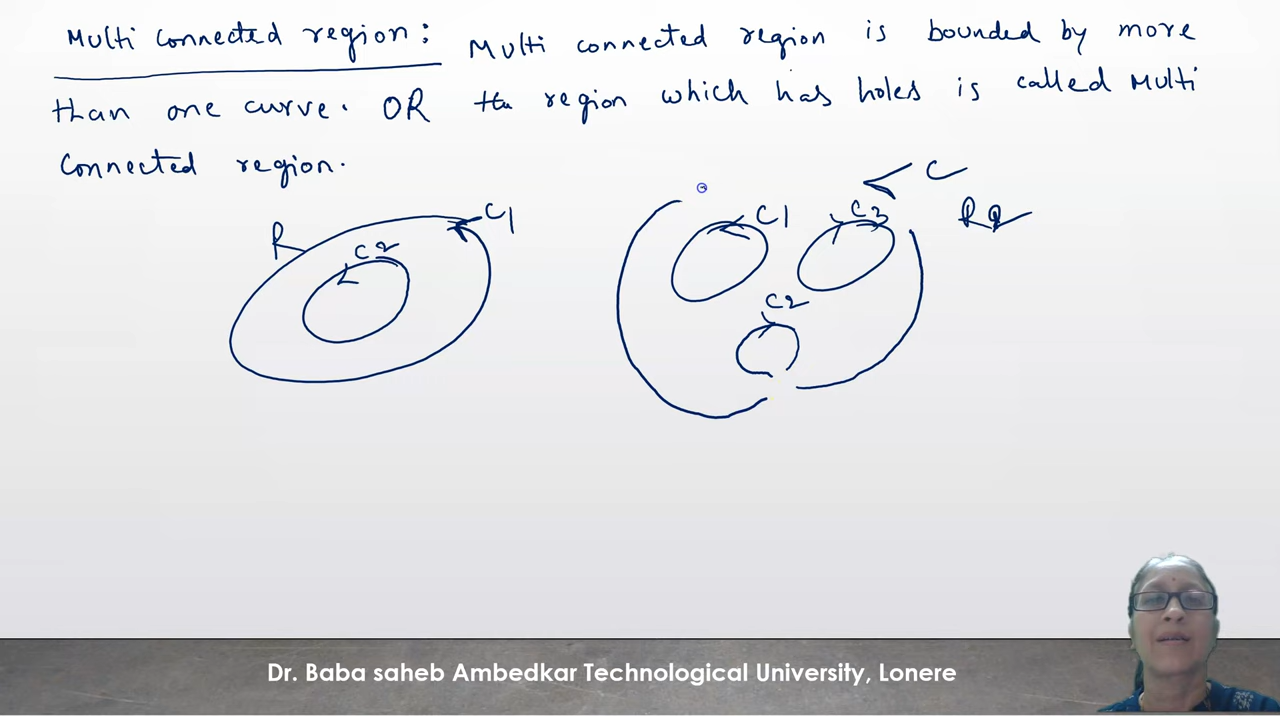 Multi connected region: Multi connected region is bounded by more
than one curve. OR the region which has holes is called Multi
connected region.
R C2 C1
C1 C3 C
C2
Dr. Baba saheb Ambedkar Technological University, Lonere